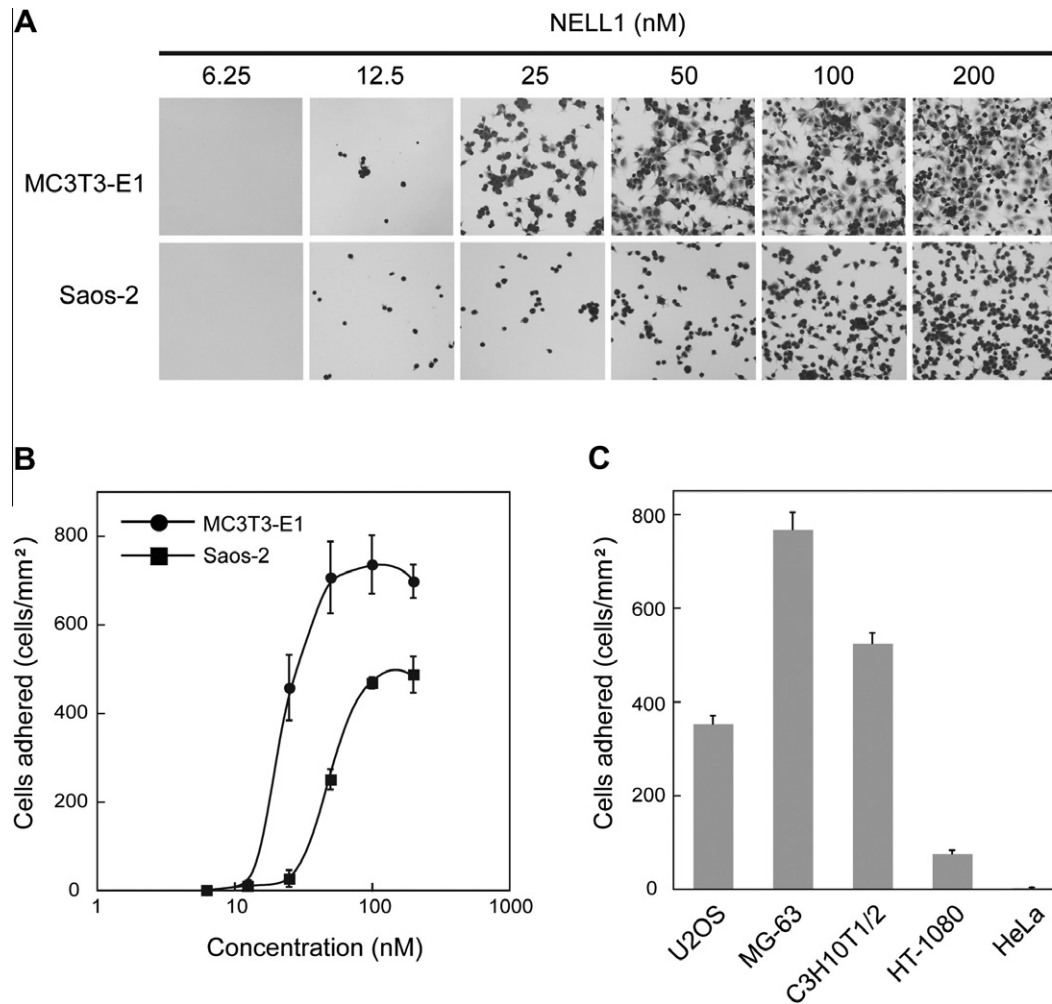 A
NELL1 (nM)
6.25 12.5 25 50 100 200
MC3T3-E1
Saos-2
B
800
600
400
200
0
1 10 100 1000
Cells adhered (cells/mm²)
Concentration (nM)
MC3T3-E1
Saos-2
C
800
600
400
200
0
Cells adhered (cells/mm²)
U2OS
MG-63
C3H10T1/2
HT-1080
HeLa